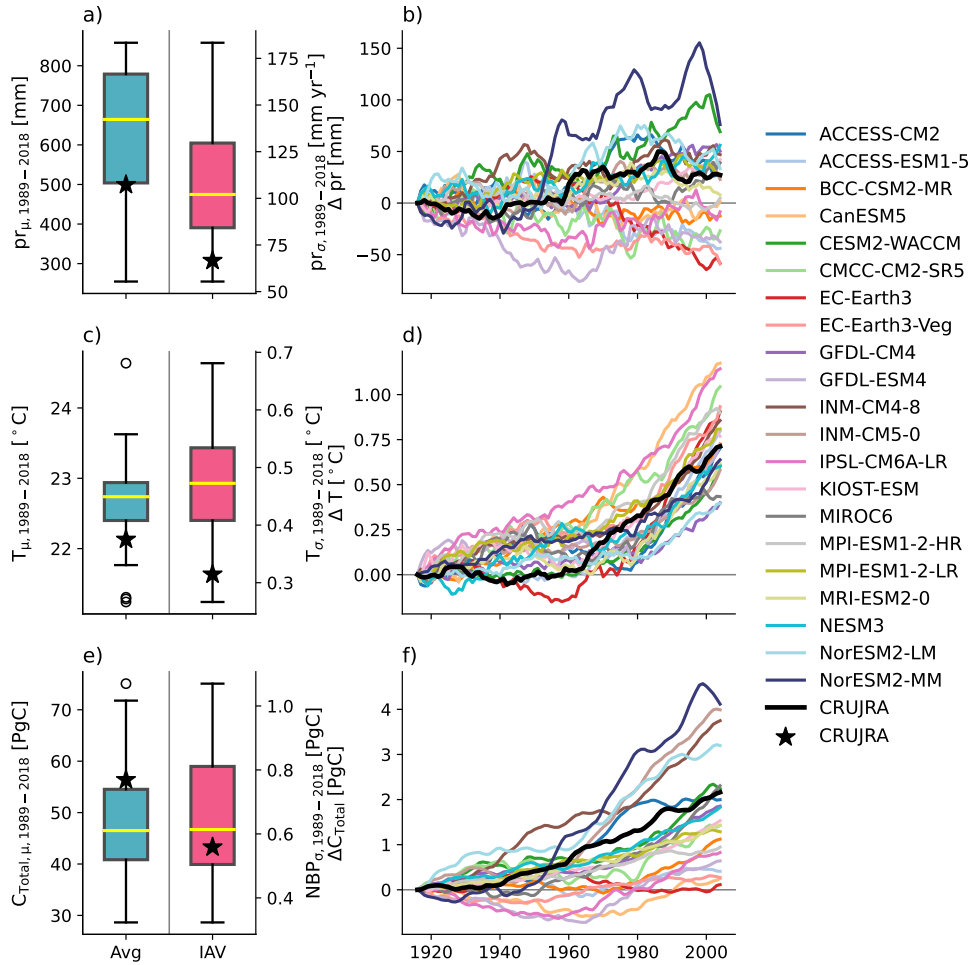 a)
b)
pr_μ,1989−2018 [mm]
800
700
600
500
400
300
pr_σ,1989−2018 [mm yr⁻¹]
175
150
125
100
75
50
Δ pr [mm]
150
100
50
0
−50
c)
d)
T_μ,1989−2018 [°C]
24
23
22
T_σ,1989−2018 [°C]
0.7
0.6
0.5
0.4
0.3
Δ T [°C]
1.00
0.75
0.50
0.25
0.00
e)
f)
C_Total,μ,1989−2018 [PgC]
70
60
50
40
30
NBP_σ,1989−2018 [PgC]
1.0
0.8
0.6
0.4
ΔC_Total [PgC]
4
3
2
1
0
Avg
IAV
1920
1940
1960
1980
2000
ACCESS-CM2
ACCESS-ESM1-5
BCC-CSM2-MR
CanESM5
CESM2-WACCM
CMCC-CM2-SR5
EC-Earth3
EC-Earth3-Veg
GFDL-CM4
GFDL-ESM4
INM-CM4-8
INM-CM5-0
IPSL-CM6A-LR
KIOST-ESM
MIROC6
MPI-ESM1-2-HR
MPI-ESM1-2-LR
MRI-ESM2-0
NESM3
NorESM2-LM
NorESM2-MM
CRUJRA
CRUJRA